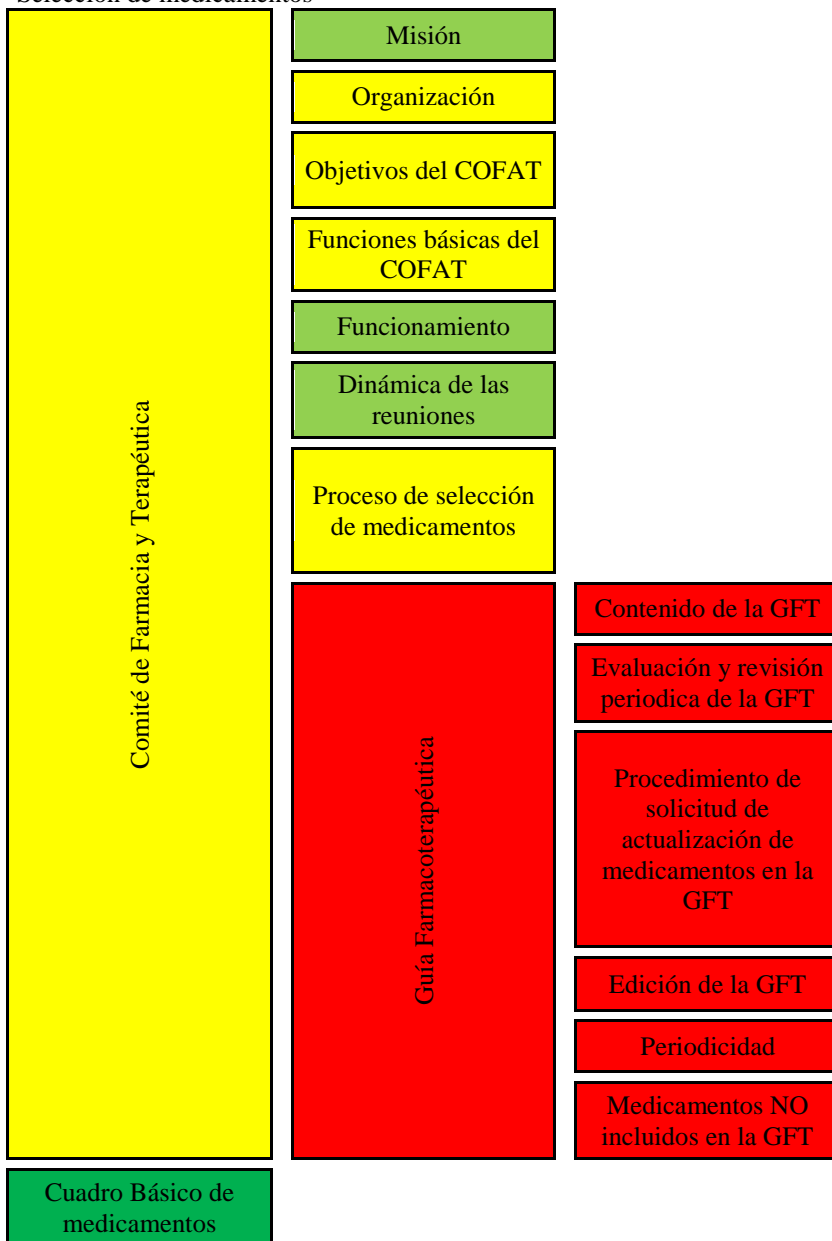 Selección de medicamentos
Misión
Organización
Objetivos del COFAT
Funciones básicas del
COFAT
Funcionamiento
Dinámica de las
reuniones
Proceso de selección
de medicamentos
Comité de Farmacia y Terapéutica
Guía Farmacoterapéutica
Contenido de la GFT
Evaluación y revisión
periodica de la GFT
Procedimiento de
solicitud de
actualización de
medicamentos en la
GFT
Edición de la GFT
Periodicidad
Medicamentos NO
incluidos en la GFT
Cuadro Básico de
medicamentos